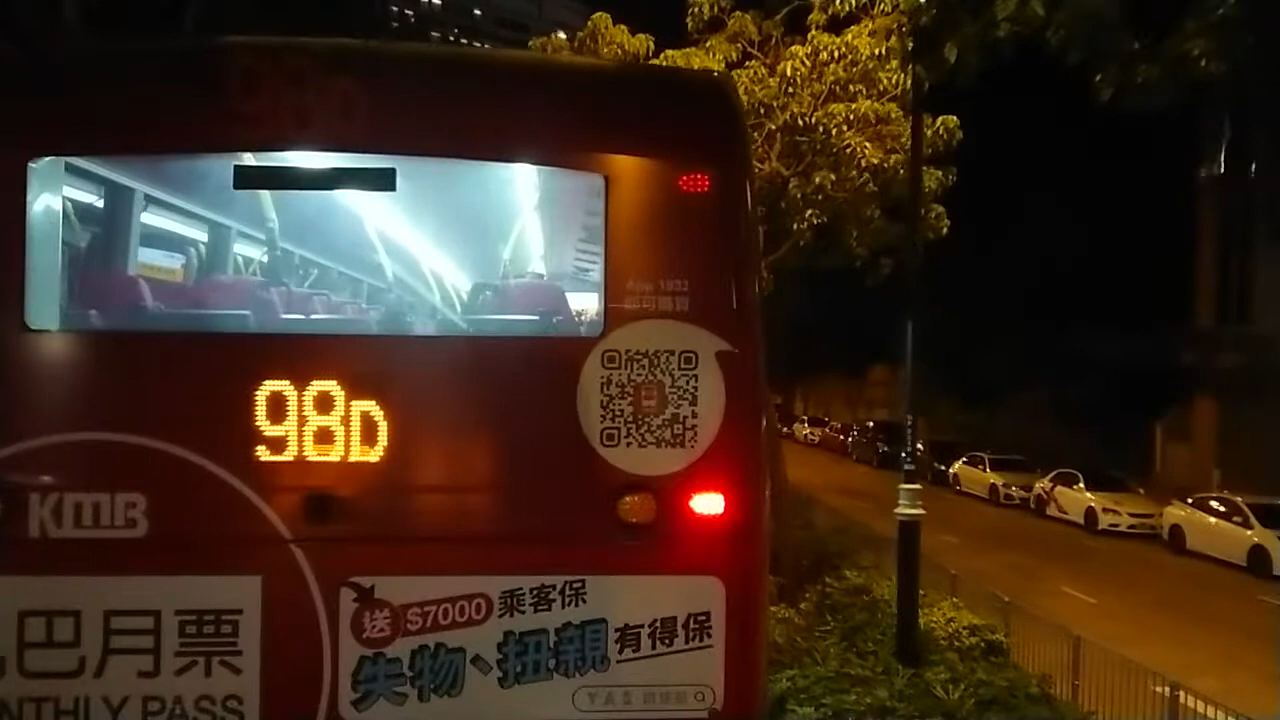 App 1933
即可購買
98D
KMB
巴月票
NTHLY PASS
送 $7000 乘客保
失物、扭親 有得保
YAS